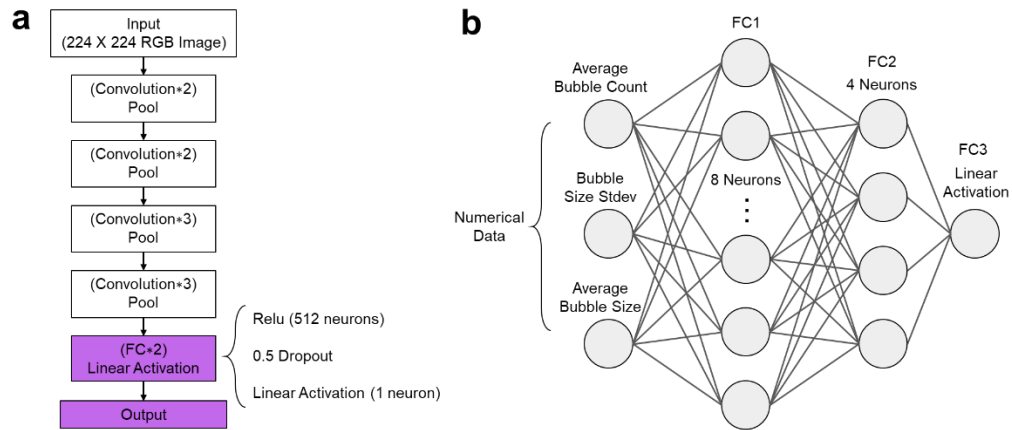 a
Input
(224 X 224 RGB Image)
(Convolution*2)
Pool
(Convolution*2)
Pool
(Convolution*3)
Pool
(Convolution*3)
Pool
(FC*2)
Linear Activation
Output
Relu (512 neurons)
0.5 Dropout
Linear Activation (1 neuron)
b
Numerical
Data
Average
Bubble Count
Bubble
Size Stdev
Average
Bubble Size
FC1
8 Neurons
FC2
4 Neurons
FC3
Linear
Activation